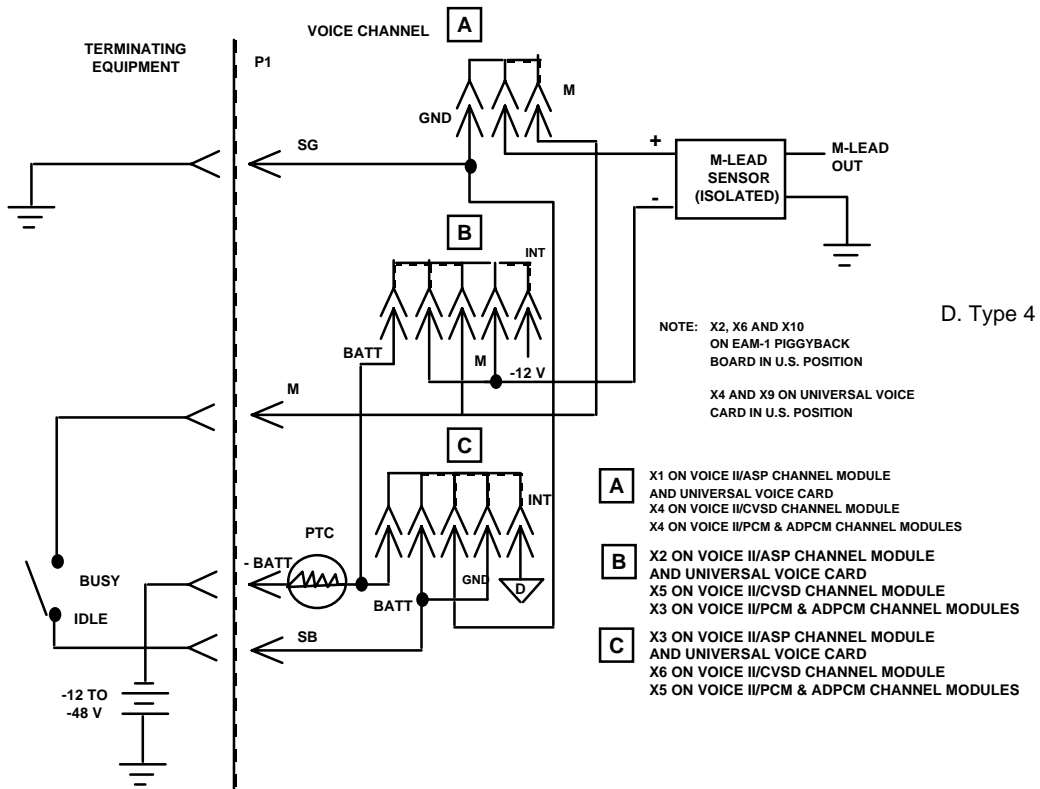 VOICE CHANNEL
A
TERMINATING
EQUIPMENT
P1
M
GND
SG
+
-
M-LEAD
SENSOR
(ISOLATED)
M-LEAD
OUT
B
INT
D. Type 4
NOTE: X2, X6 AND X10
ON EAM-1 PIGGYBACK
BOARD IN U.S. POSITION
X4 AND X9 ON UNIVERSAL VOICE
CARD IN U.S. POSITION
BATT
M
-12 V
M
C
INT
A
X1 ON VOICE II/ASP CHANNEL MODULE
AND UNIVERSAL VOICE CARD
X4 ON VOICE II/CVSD CHANNEL MODULE
X4 ON VOICE II/PCM & ADPCM CHANNEL MODULES
PTC
- BATT
BUSY
IDLE
BATT
GND
D
B
X2 ON VOICE II/ASP CHANNEL MODULE
AND UNIVERSAL VOICE CARD
X5 ON VOICE II/CVSD CHANNEL MODULE
X3 ON VOICE II/PCM & ADPCM CHANNEL MODULES
SB
C
X3 ON VOICE II/ASP CHANNEL MODULE
AND UNIVERSAL VOICE CARD
X6 ON VOICE II/CVSD CHANNEL MODULE
X5 ON VOICE II/PCM & ADPCM CHANNEL MODULES
-12 TO
-48 V